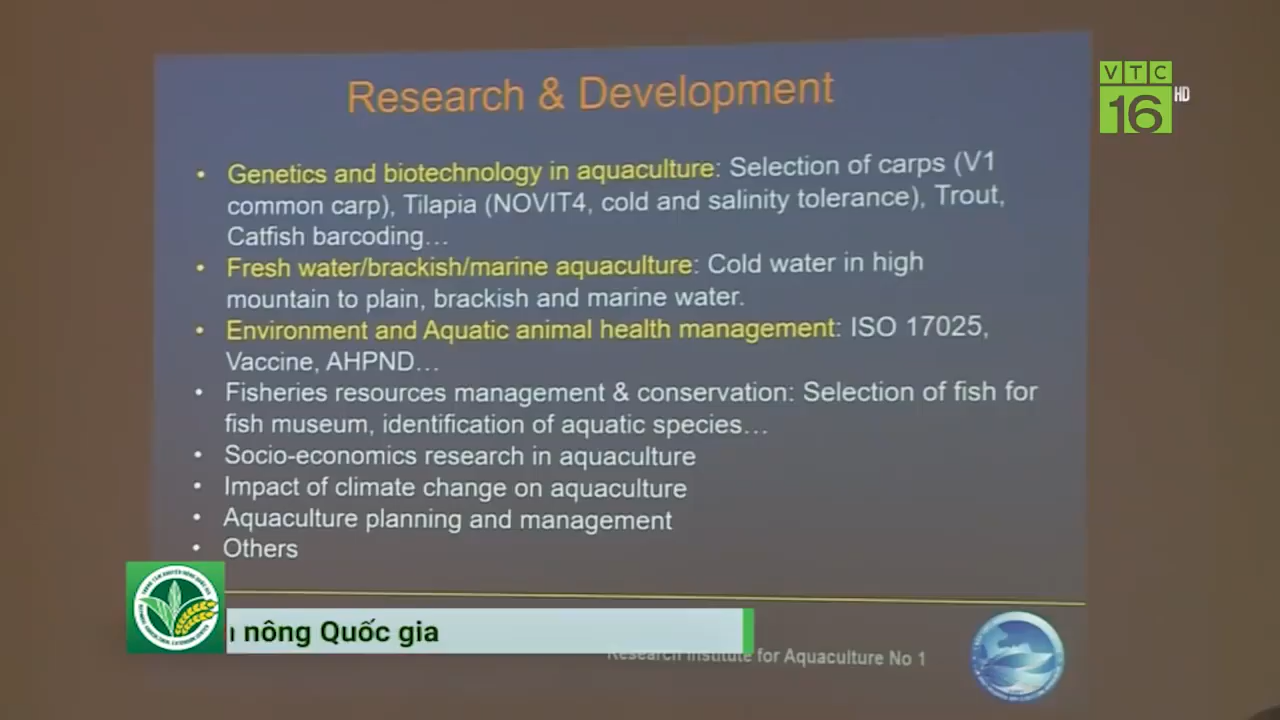 VTC
16 HD
Research & Development
• Genetics and biotechnology in aquaculture: Selection of carps (V1
common carp), Tilapia (NOVIT4, cold and salinity tolerance), Trout,
Catfish barcoding...
• Fresh water/brackish/marine aquaculture: Cold water in high
mountain to plain, brackish and marine water.
• Environment and Aquatic animal health management: ISO 17025,
Vaccine, AHPND...
• Fisheries resources management & conservation: Selection of fish for
fish museum, identification of aquatic species...
• Socio-economics research in aquaculture
• Impact of climate change on aquaculture
• Aquaculture planning and management
• Others
nông Quốc gia
Research Institute for Aquaculture No 1